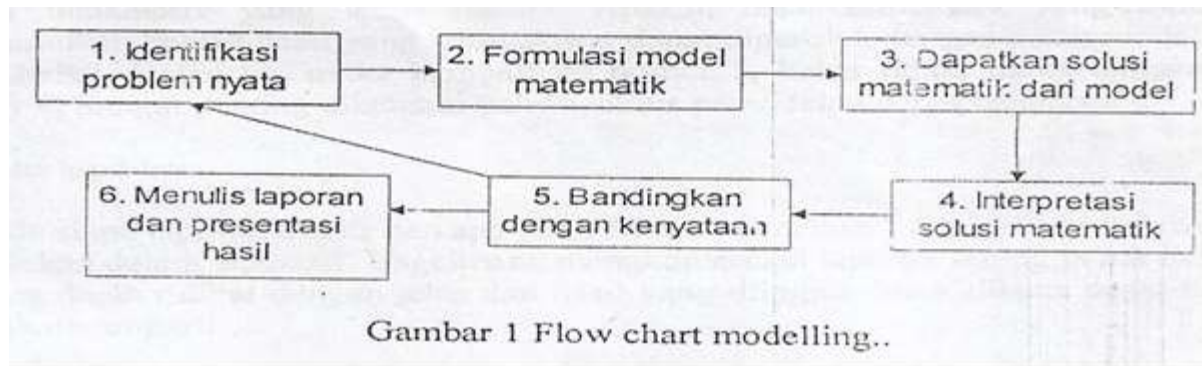 1. Identifikasi
problem nyata
2. Formulasi model
matematik
3. Dapatkan solusi
matematik dari model
4. Interpretasi
solusi matematik
5. Bandingkan
dengan kenyataan
6. Menulis laporan
dan presentasi
hasil
Gambar 1 Flow chart modelling..